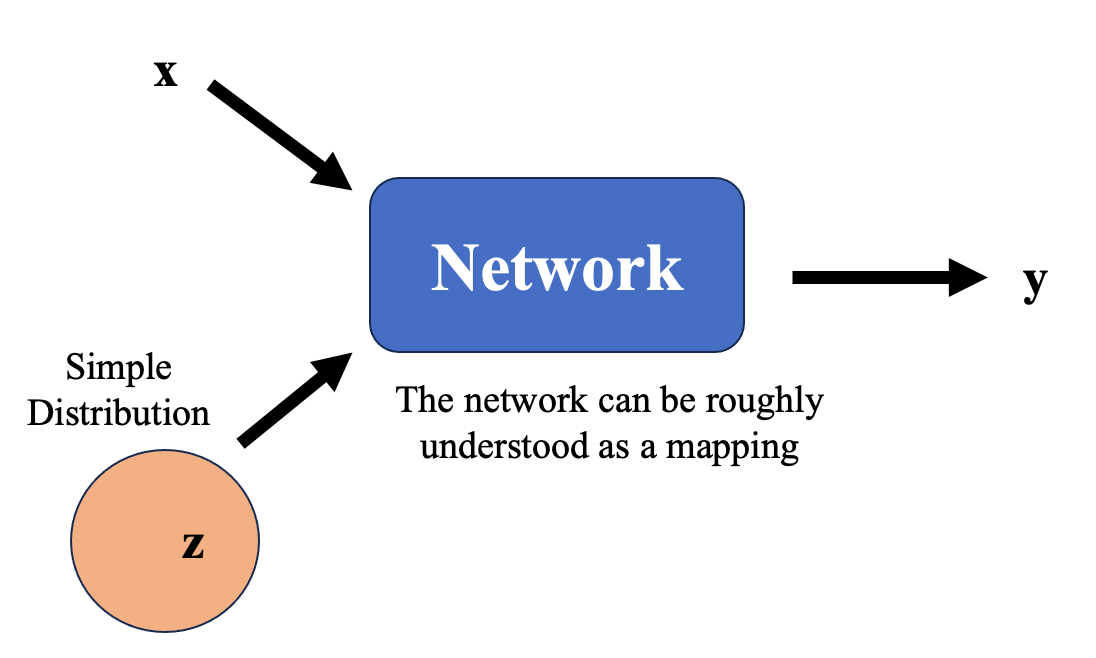 x
Network
y
Simple
Distribution
The network can be roughly
understood as a mapping
z